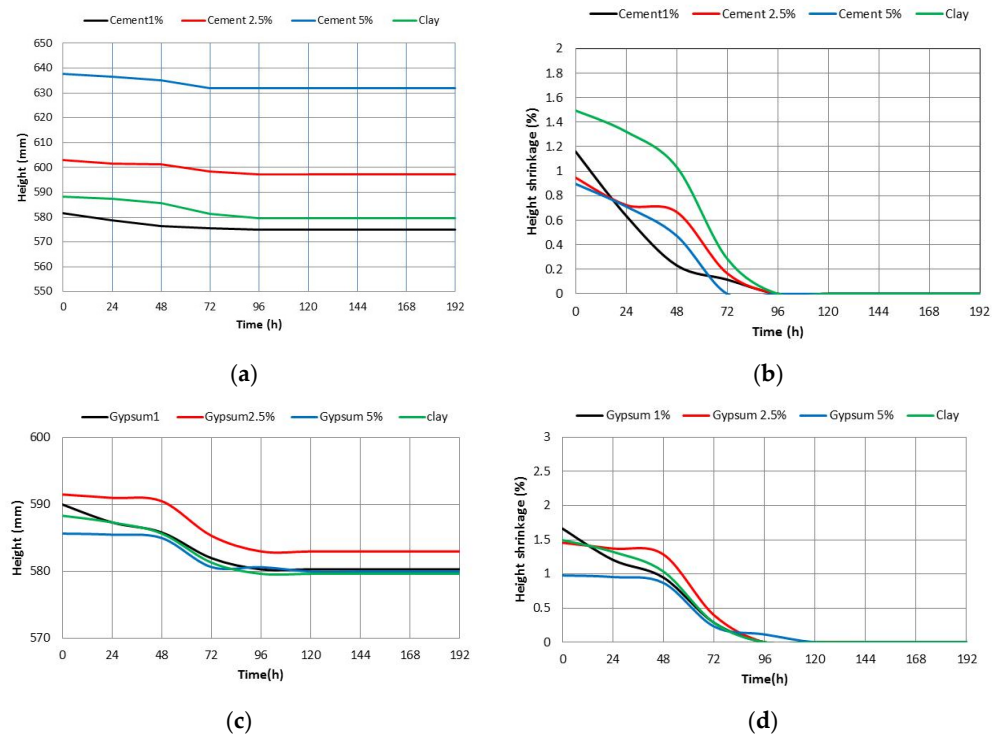 Cement1% Cement 2.5% Cement 5% Clay
650
640
630
620
610
600
590
580
570
560
550
Height (mm)
0 24 48 72 96 120 144 168 192
Time (h)
(a)
Cement1% Cement 2.5% Cement 5% Clay
2
1.8
1.6
1.4
1.2
1
0.8
0.6
0.4
0.2
0
Height shrinkage (%)
0 24 48 72 96 120 144 168 192
Time (h)
(b)
Gypsum1 Gypsum2.5% Gypsum 5% clay
600
590
580
570
Height (mm)
0 24 48 72 96 120 144 168 192
Time(h)
(c)
Gypsum 1% Gypsum 2.5% Gypsum 5% Clay
3
2.5
2
1.5
1
0.5
0
Height shrinkage (%)
0 24 48 72 96 120 144 168 192
Time(h)
(d)